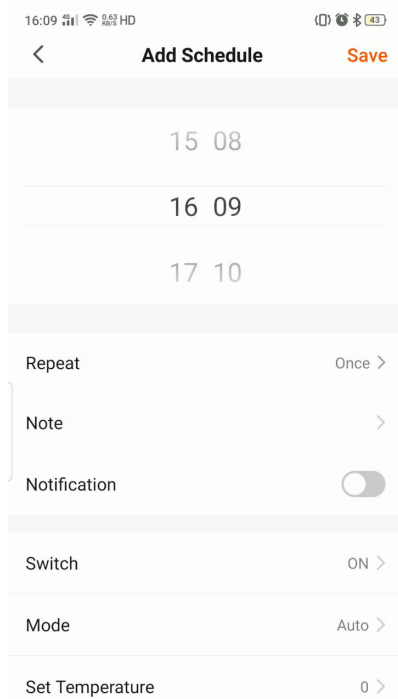 16:09 4G 0.63 KB/S HD 43
Add Schedule Save
15 08
16 09
17 10
Repeat Once
Note
Notification
Switch ON
Mode Auto
Set Temperature 0